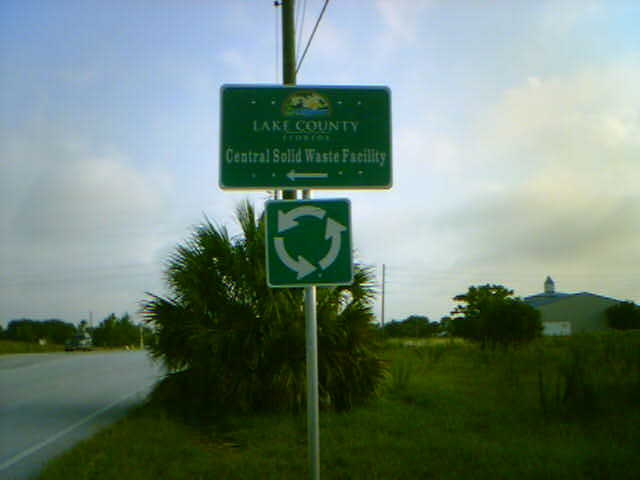 LAKE COUNTY
FLORIDA
Central Solid Waste Facility